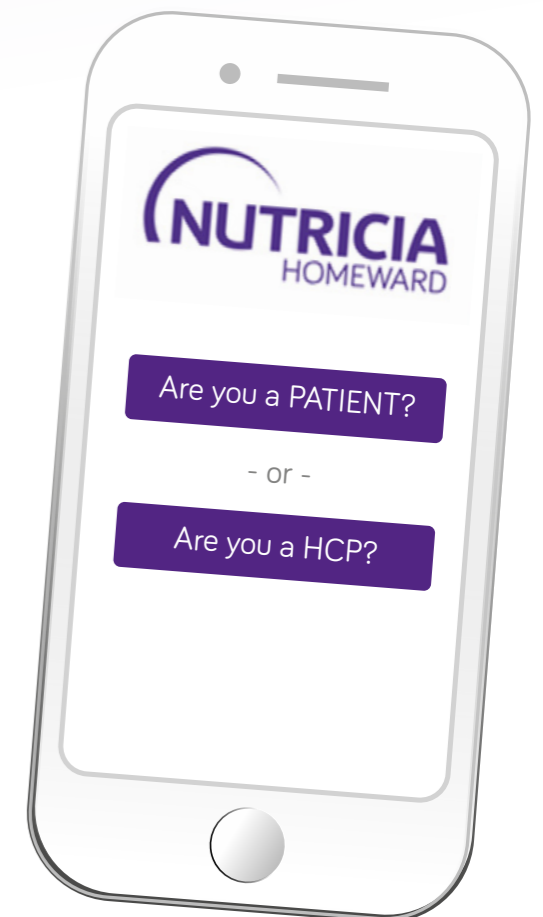 NUTRICIA
HOMEWARD
Are you a PATIENT?
- or -
Are you a HCP?